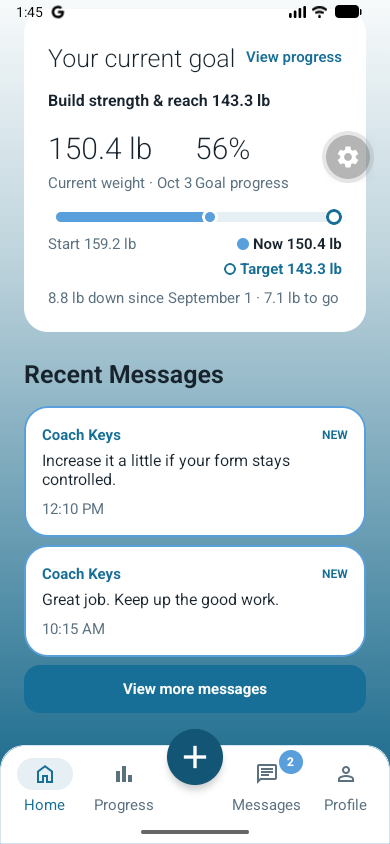 1:45
Your current goal View progress
Build strength & reach 143.3 lb
150.4 lb 56%
Current weight · Oct 3 Goal progress
Start 159.2 lb Now 150.4 lb
Target 143.3 lb
8.8 lb down since September 1 · 7.1 lb to go
Recent Messages
Coach Keys NEW
Increase it a little if your form stays
controlled.
12:10 PM
Coach Keys NEW
Great job. Keep up the good work.
10:15 AM
View more messages
2
Home Progress Messages Profile